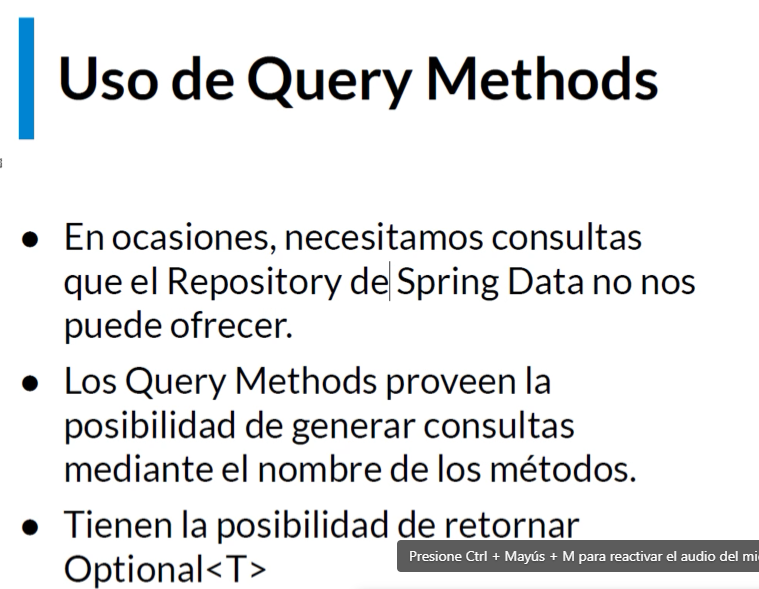 Uso de Query Methods
● En ocasiones, necesitamos consultas
que el Repository de Spring Data no nos
puede ofrecer.
● Los Query Methods proveen la
posibilidad de generar consultas
mediante el nombre de los métodos.
● Tienen la posibilidad de retornar
Optional<T>
Presione Ctrl + Mayús + M para reactivar el audio del mi